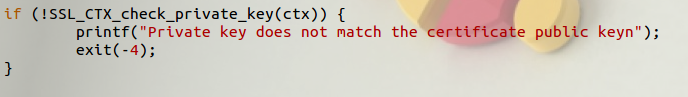 if (!SSL_CTX_check_private_key(ctx)) {
        printf("Private key does not match the certificate public keyn");
        exit(-4);
}